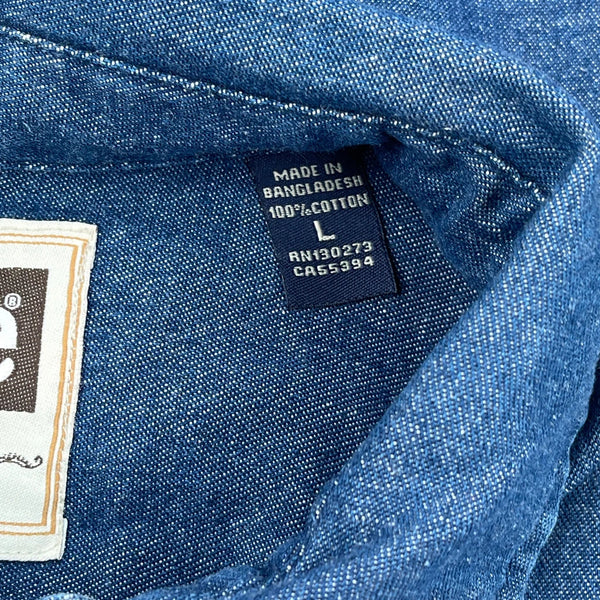 MADE IN
BANGLADESH
100%COTTON
L
RN130273
CA55394
e
®